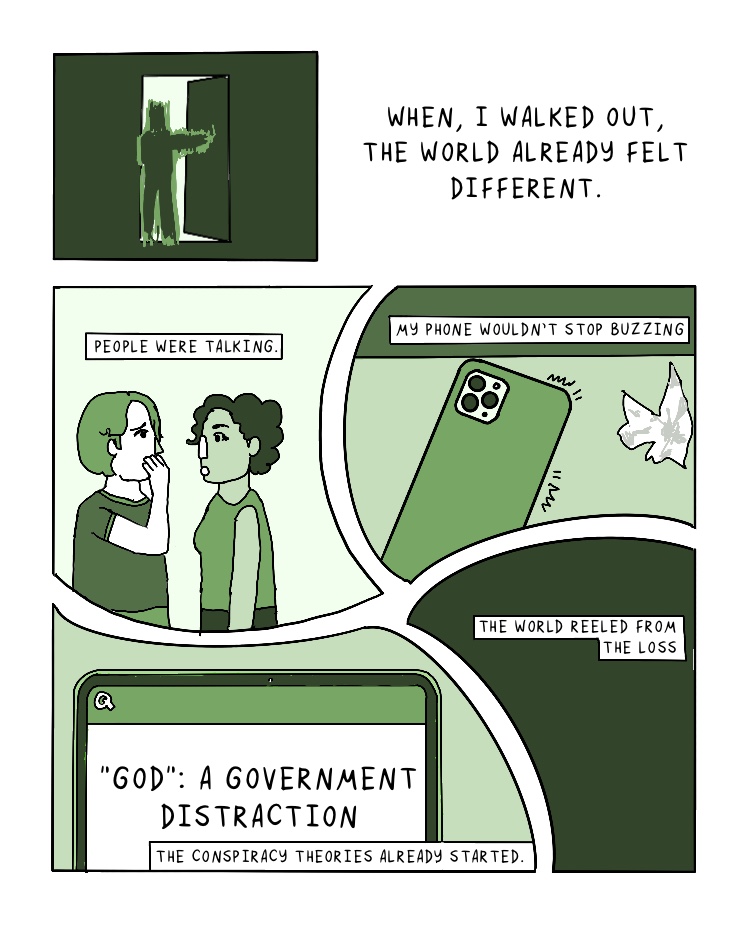 WHEN, I WALKED OUT,
THE WORLD ALREADY FELT
DIFFERENT.
PEOPLE WERE TALKING.
MY PHONE WOULDN'T STOP BUZZING
THE WORLD REELED FROM
THE LOSS
"GOD": A GOVERNMENT
DISTRACTION
THE CONSPIRACY THEORIES ALREADY STARTED.